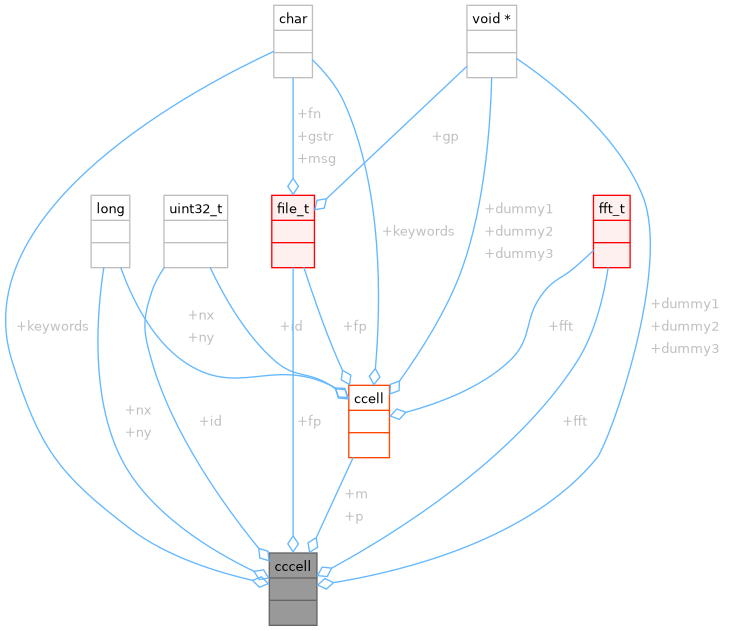 char
void *
+fn
+gstr
+msg
+gp
long
uint32_t
file_t
fft_t
+keywords
+dummy1
+dummy2
+dummy3
+dummy1
+dummy2
+dummy3
+keywords
+nx
+ny
+id
+fp
+fft
ccell
+nx
+ny
+id
+fp
+fft
+m
+p
cccell